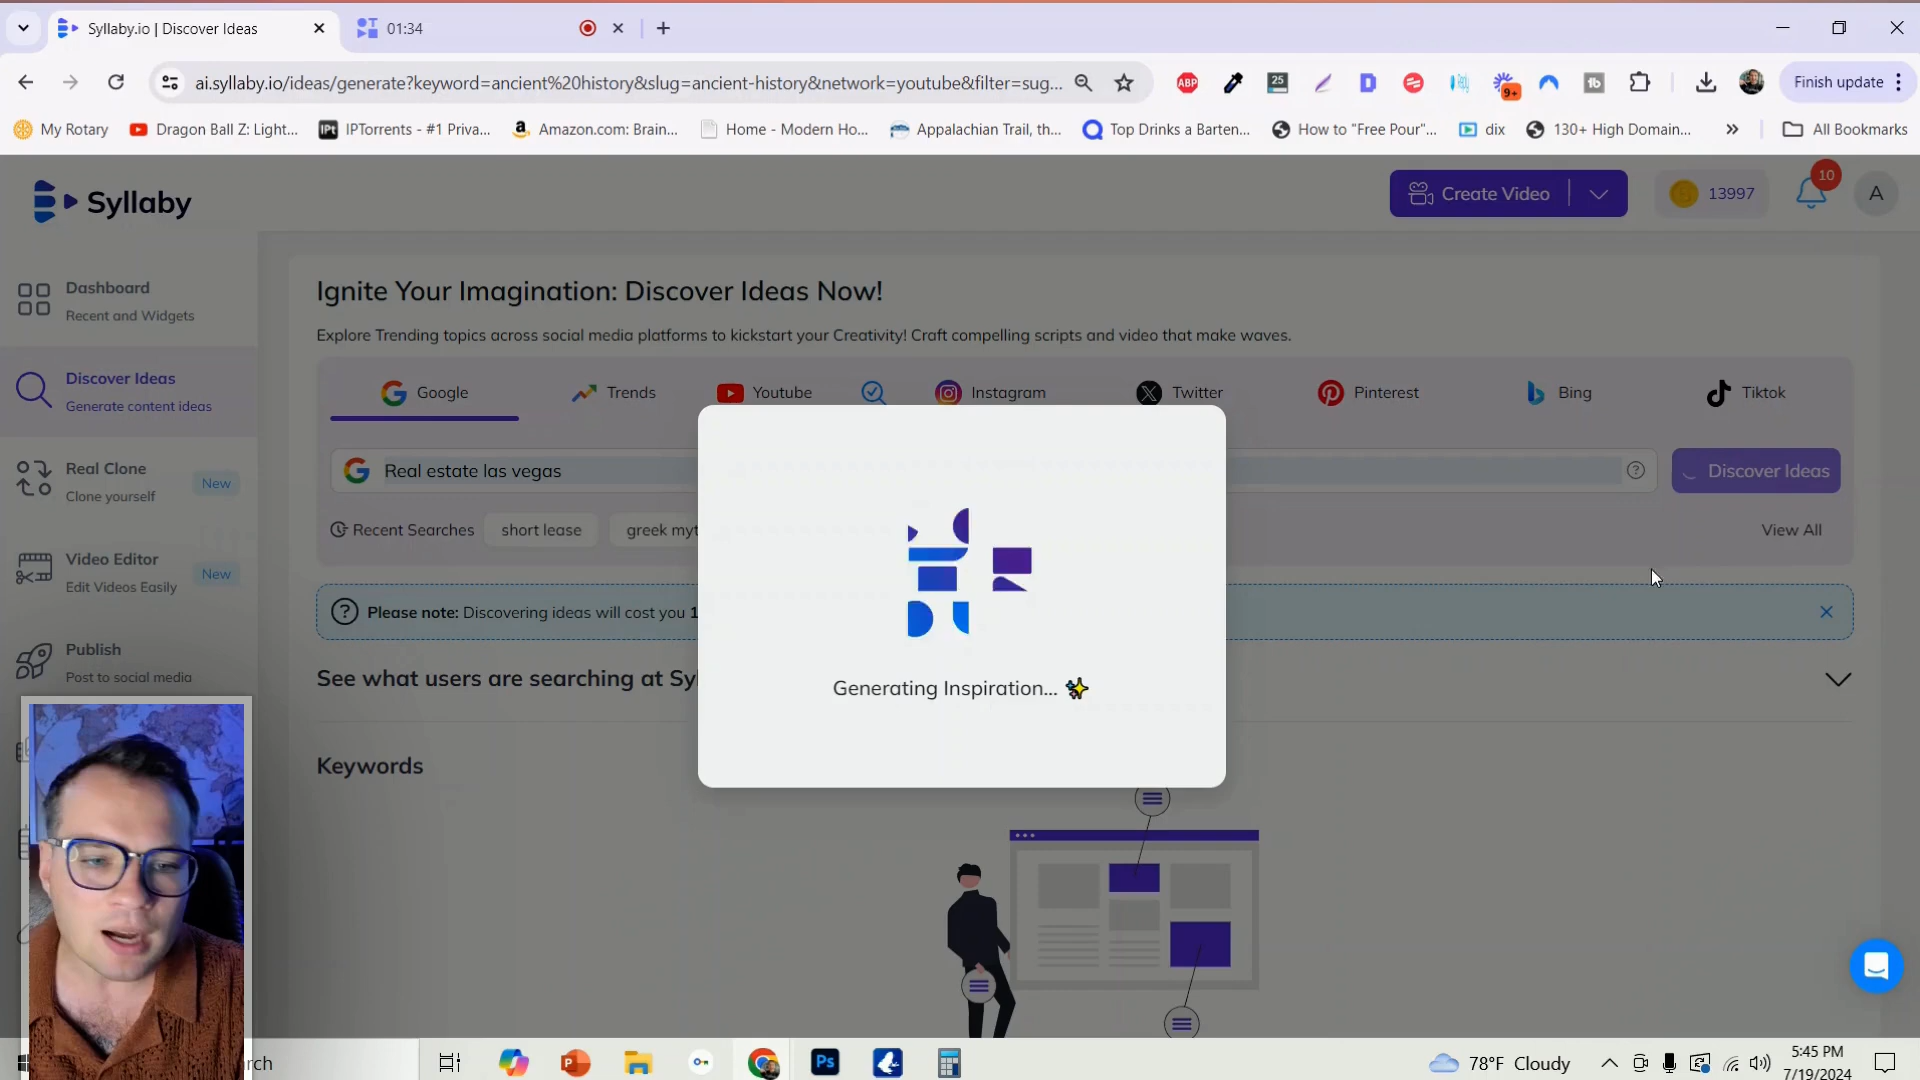 Syllaby.io | Discover Ideas
01:34
ai.syllaby.io/ideas/generate?keyword=ancient%20history&slug=ancient-history&network=youtube&filter=sug...
ABP
25
9+
Finish update
My Rotary
Dragon Ball Z: Light...
IPTorrents - #1 Priva...
Amazon.com: Brain...
Home - Modern Ho...
Appalachian Trail, th...
Top Drinks a Barten...
How to "Free Pour"...
dix
130+ High Domain...
All Bookmarks
Syllaby
Create Video
13997
10
A
Dashboard
Recent and Widgets
Discover Ideas
Generate content ideas
Real Clone
Clone yourself
New
Video Editor
Edit Videos Easily
New
Publish
Post to social media
Ignite Your Imagination: Discover Ideas Now!
Explore Trending topics across social media platforms to kickstart your Creativity! Craft compelling scripts and video that make waves.
Google
Trends
Youtube
Instagram
Twitter
Pinterest
Bing
Tiktok
Real estate las vegas
Discover Ideas
Recent Searches
short lease
greek myt
View All
Please note: Discovering ideas will cost you 1
See what users are searching at Syl
Generating Inspiration...
Keywords
rch
Ps
78°F Cloudy
5:45 PM
7/19/2024